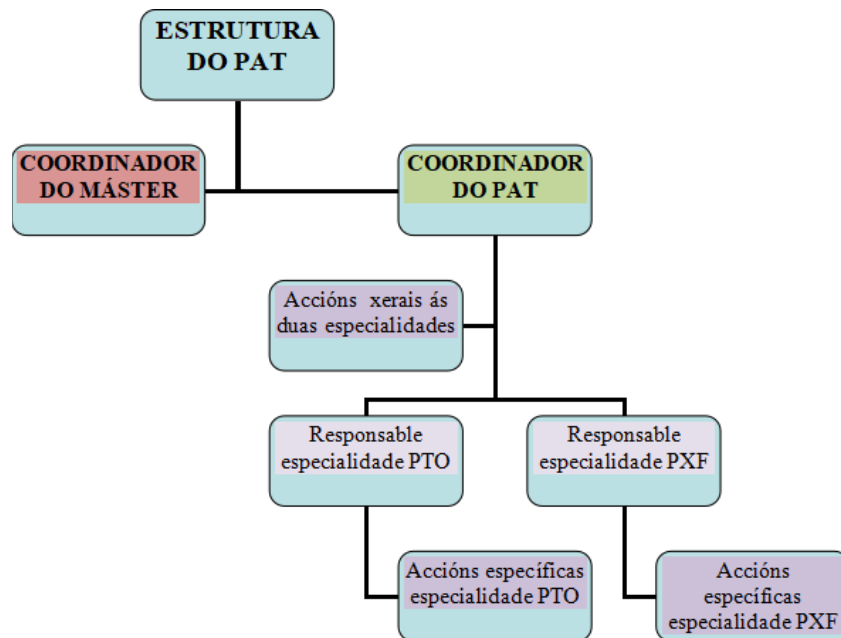 ESTRUTURA
DO PAT
COORDINADOR
DO MÁSTER
COORDINADOR
DO PAT
Accións xerais ás
duas especialidades
Responsable
especialidade PTO
Responsable
especialidade PXF
Accións específicas
especialidade PTO
Accións
específicas
especialidade PXF